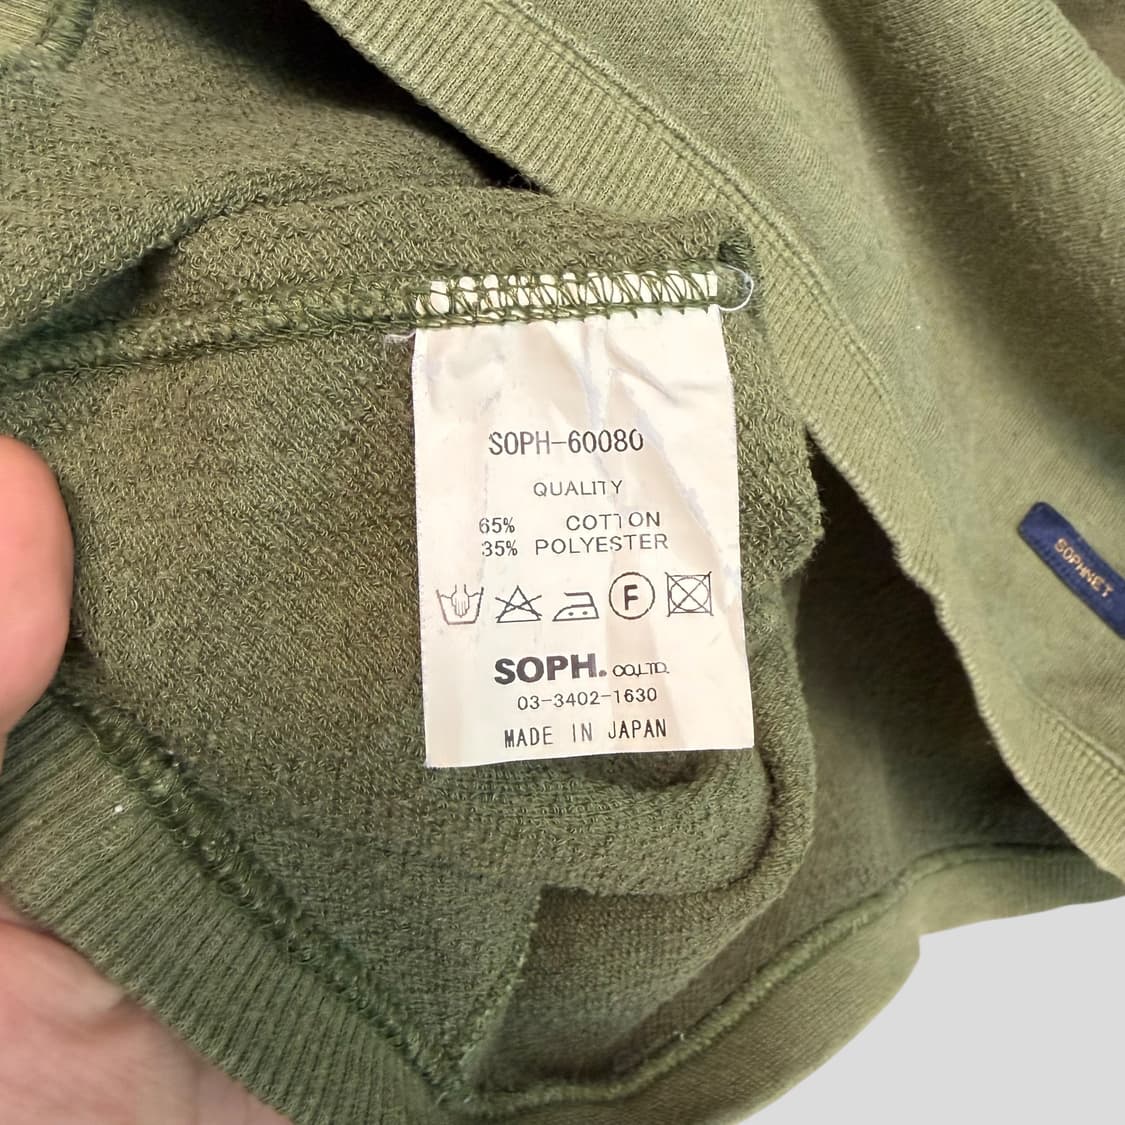 SOPH-60080
QUALITY
65% COTTON
35% POLYESTER
F
SOPH. CO.,LTD.
03-3402-1630
MADE IN JAPAN
SOPHNET